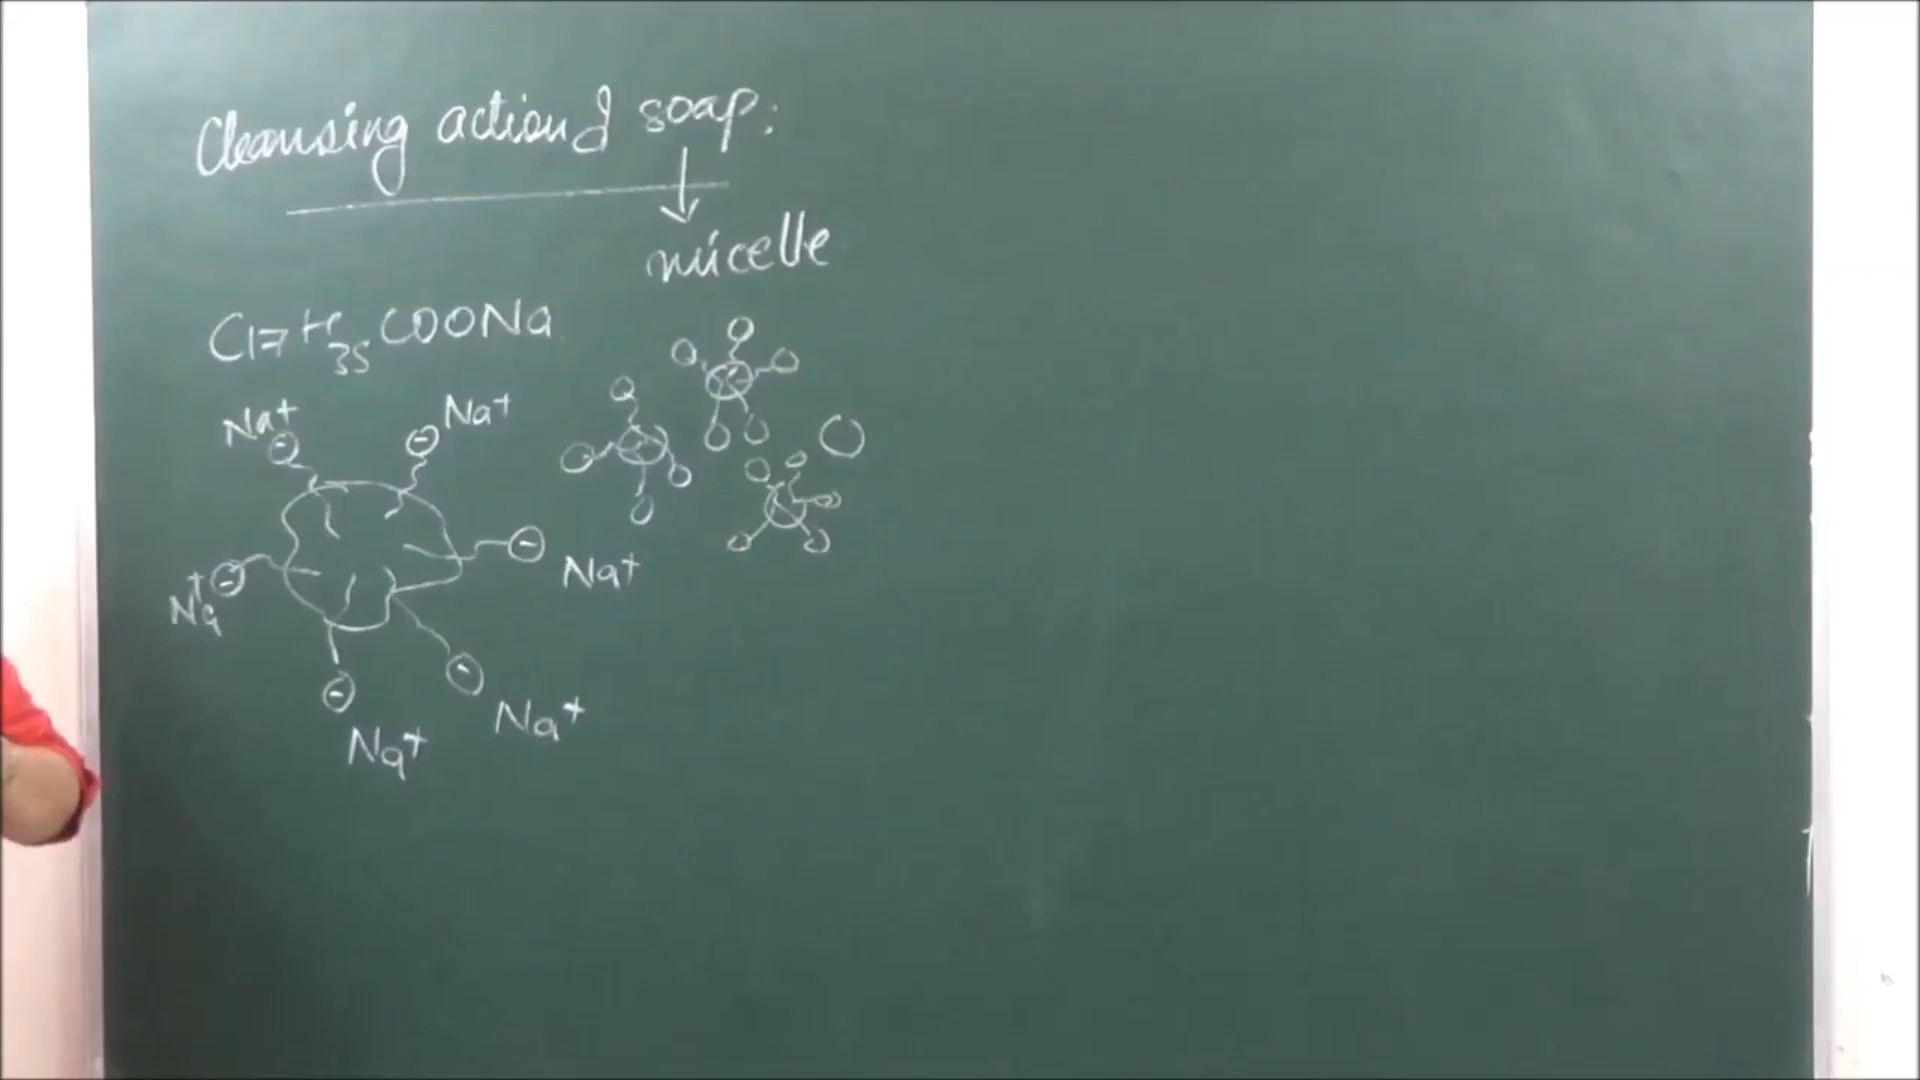 Cleansing action of soap:
micelle
C17H35COONa
Na+
Na+
Na+
Na+
Na+
Na+